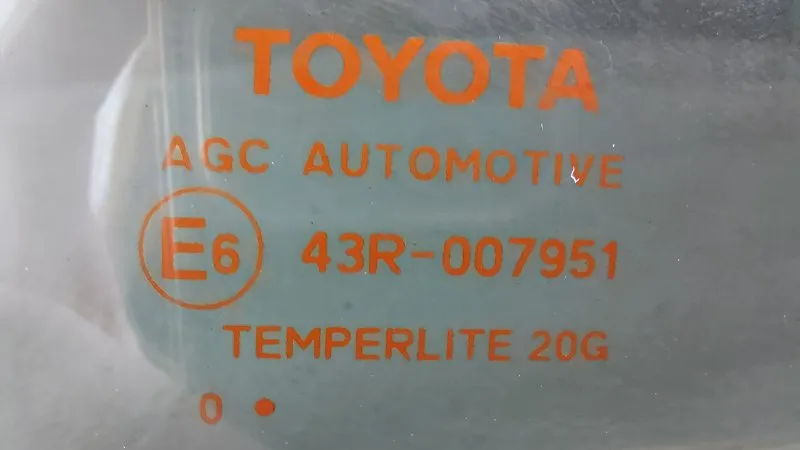 TOYOTA
AGC AUTOMOTIVE
E6 43R-007951
TEMPERLITE 20G
0 •